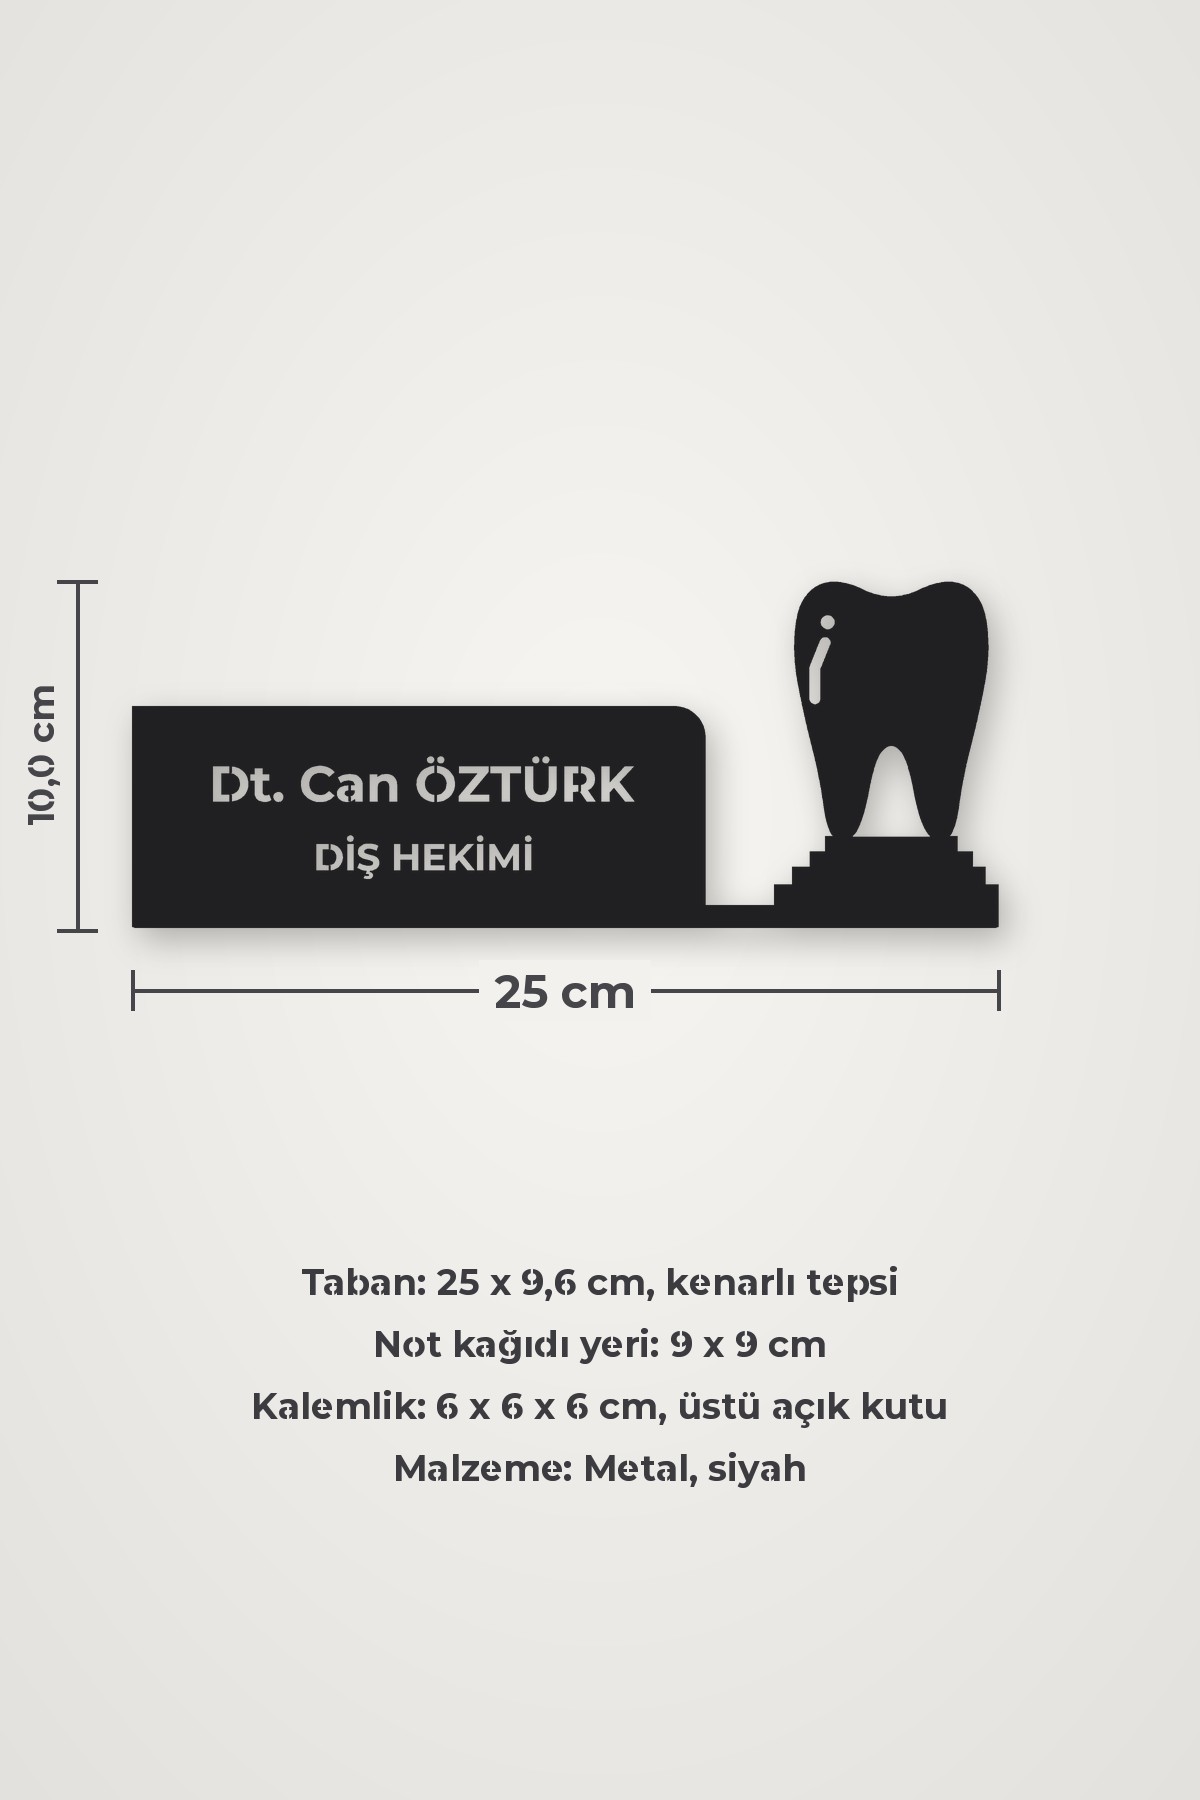 Dt. Can ÖZTÜRK
DİŞ HEKİMİ
10,0 cm
25 cm
Taban: 25 x 9,6 cm, kenarlı tepsi
Not kağıdı yeri: 9 x 9 cm
Kalemlik: 6 x 6 x 6 cm, üstü açık kutu
Malzeme: Metal, siyah